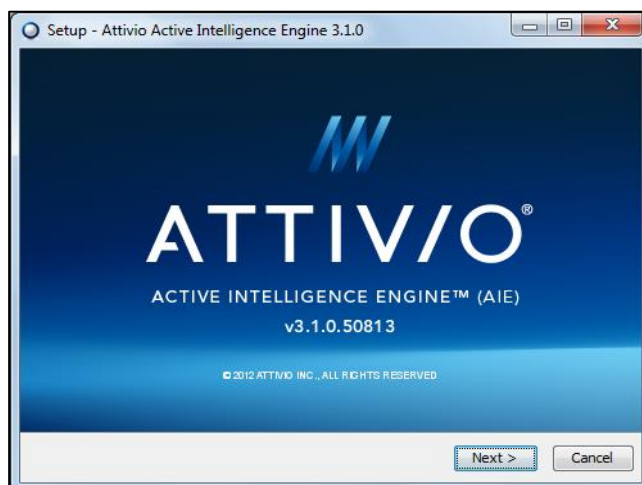 Setup - Attivio Active Intelligence Engine 3.1.0
ATTIVIO®
ACTIVE INTELLIGENCE ENGINE™ (AIE)
v3.1.0.50813
© 2012 ATTIVIO INC., ALL RIGHTS RESERVED
Next >
Cancel